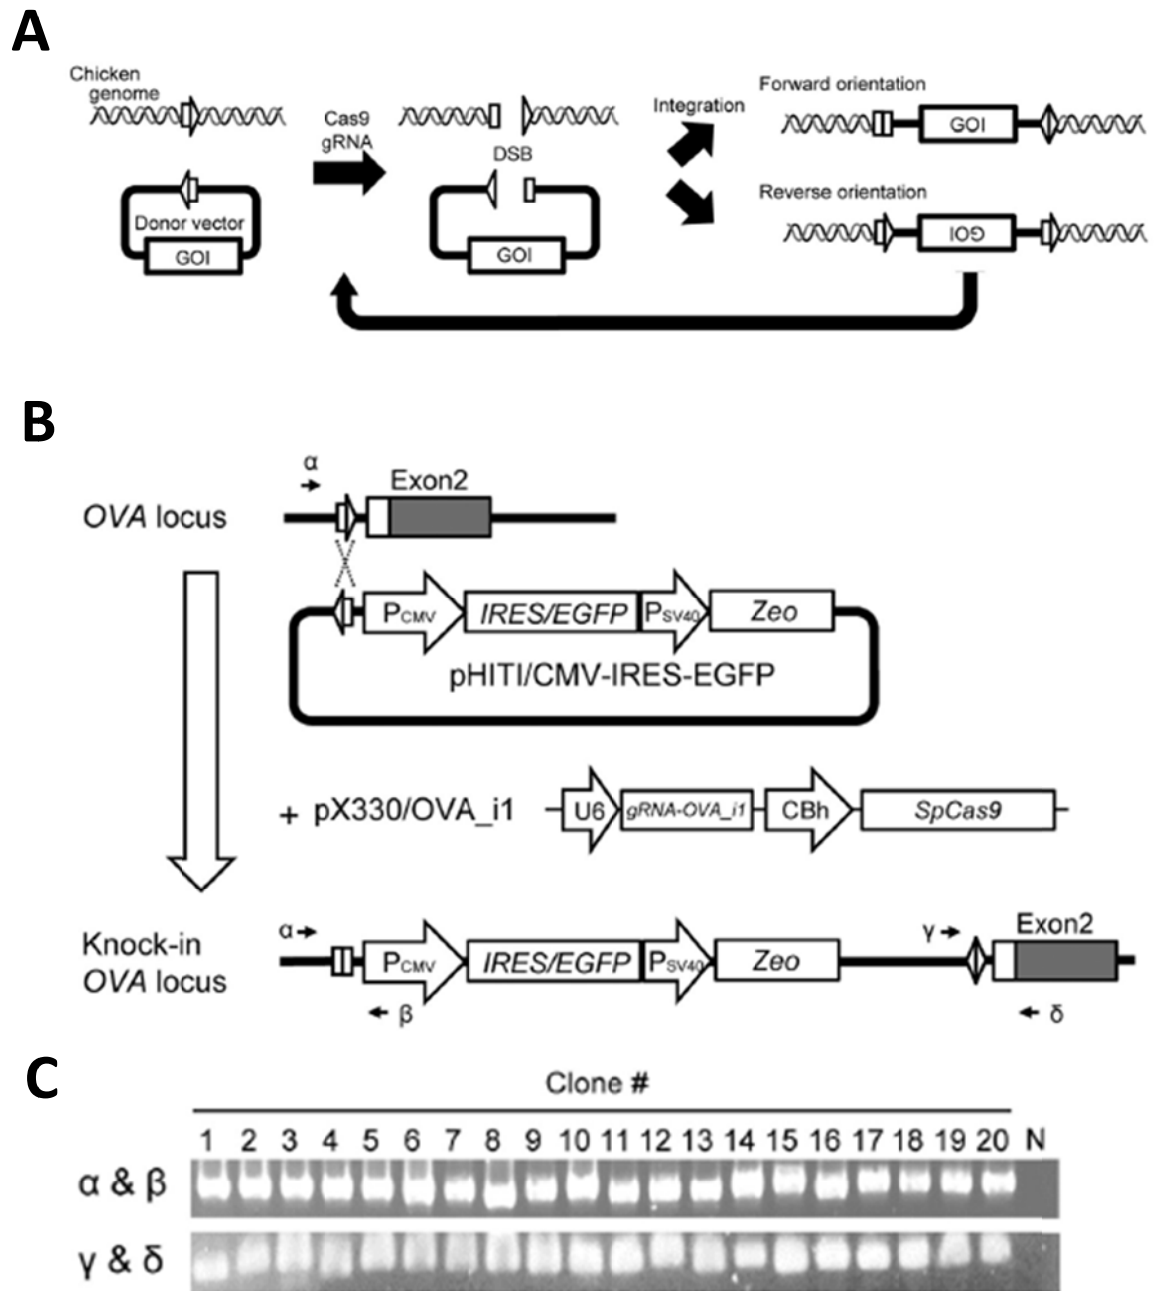 A
Chicken
genome
Cas9
gRNA
Donor vector
GOI
DSB
GOI
Integration
Forward orientation
GOI
Reverse orientation
GOI
B
α
Exon2
OVA locus
PCMV
IRES/EGFP
PSV40
Zeo
pHITI/CMV-IRES-EGFP
+ pX330/OVA_i1
U6
gRNA-OVA_i1
CBh
SpCas9
Knock-in
OVA locus
α
PCMV
IRES/EGFP
PSV40
Zeo
γ
Exon2
β
δ
C
Clone #
1 2 3 4 5 6 7 8 9 10 11 12 13 14 15 16 17 18 19 20 N
α & β
γ & δ